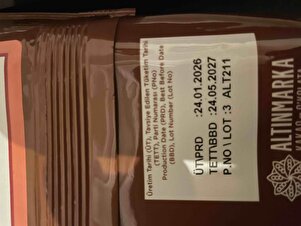 Üretim Tarihi (ÜT), Tavsiye Edilen Tüketim Tarihi
(TETT), Parti Numarası (PNo)
Production Date (PRD), Best Before Date
(BBD), Lot Number (Lot No)
ÜT\PRD :24.01.2026
TETT\BBD :24.05.2027
P.NO \ LOT :3 ALT211
ALTINMARKA